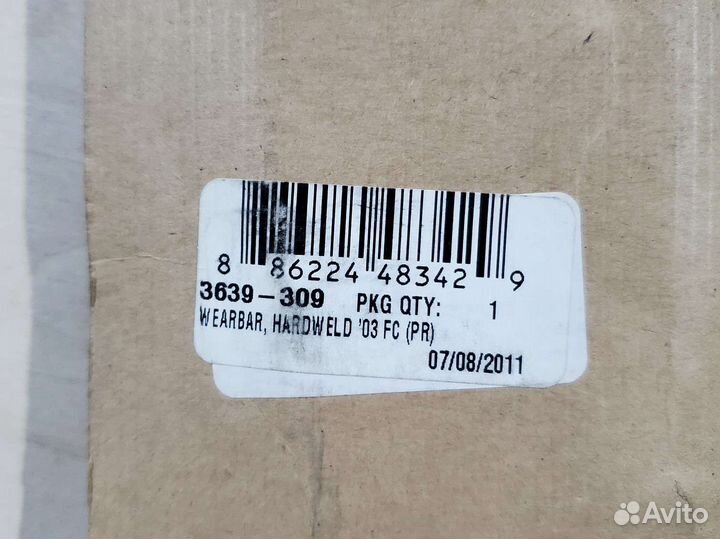 8 86224 48342 9
3639-309 PKG QTY: 1
WEARBAR, HARDWELD '03 FC (PR)
07/08/2011
Avito